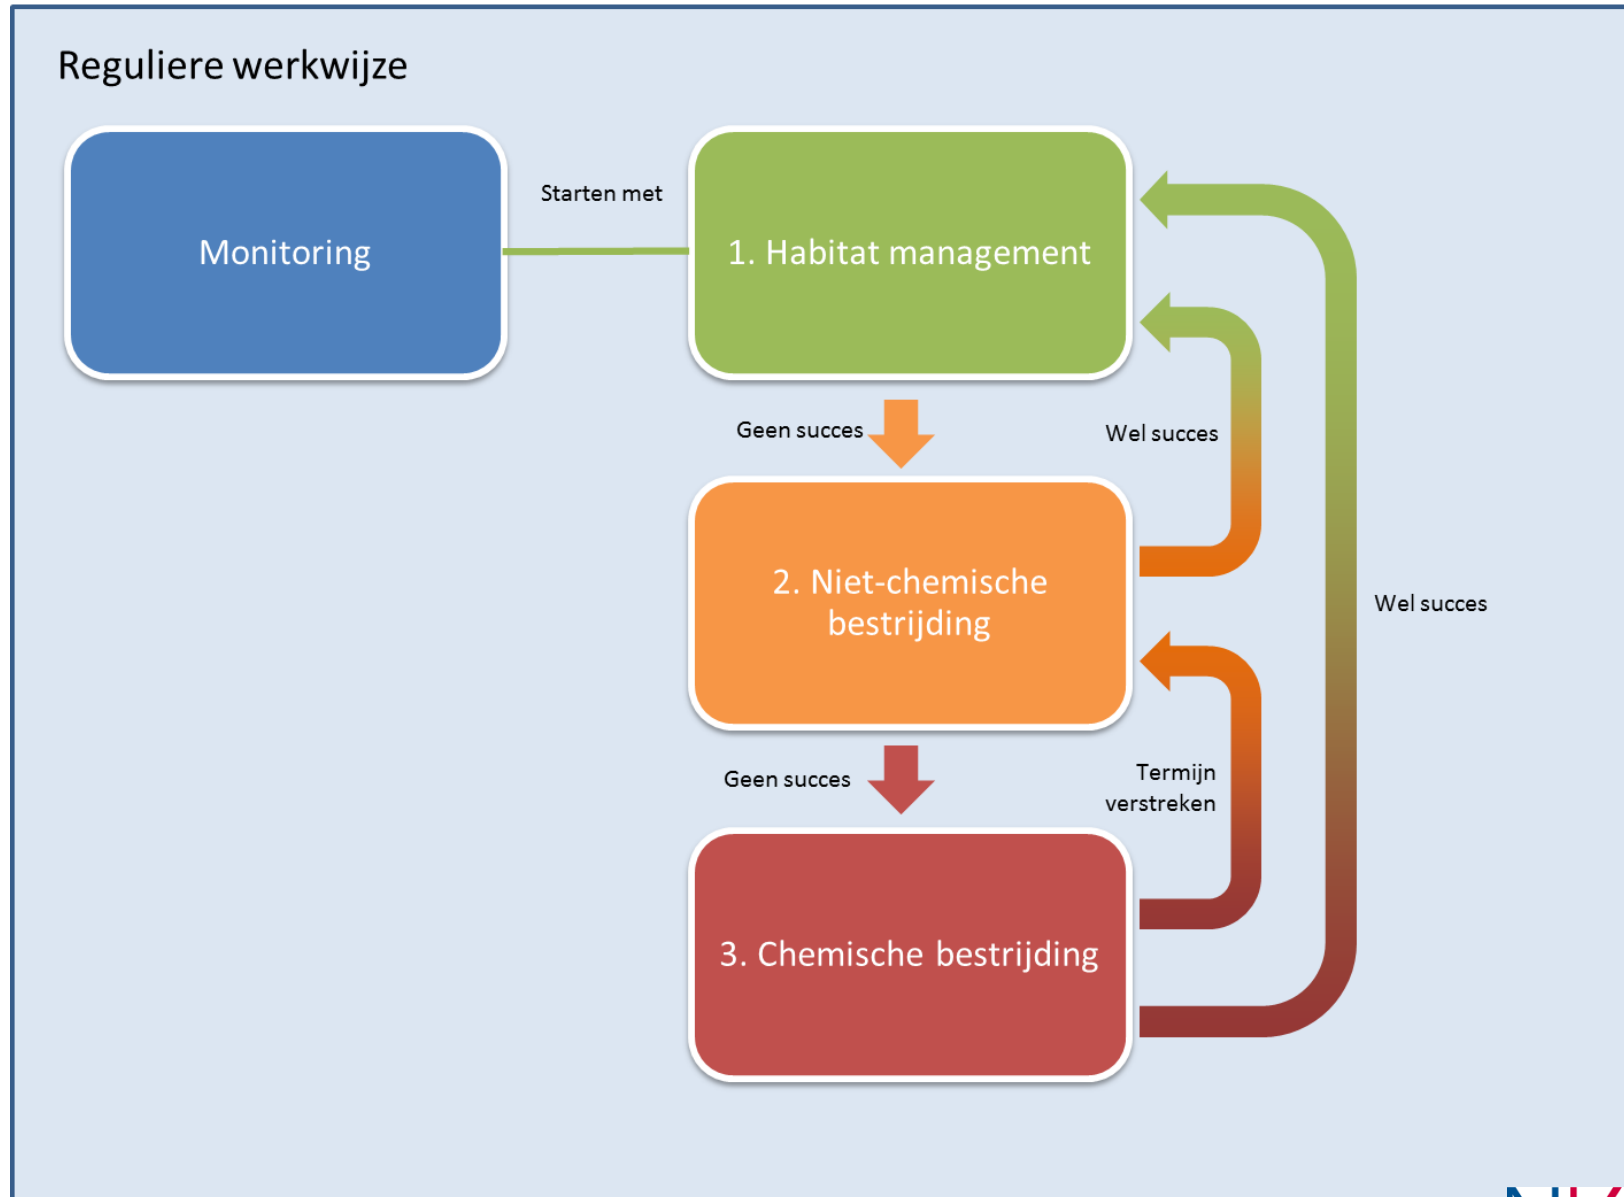 Reguliere werkwijze
Monitoring
Starten met
1. Habitat management
Geen succes
Wel succes
2. Niet-chemische
bestrijding
Wel succes
Geen succes
Termijn
verstreken
3. Chemische bestrijding